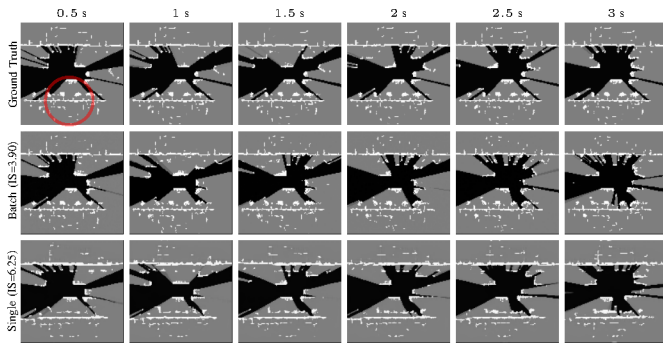 0.5 s 1 s 1.5 s 2 s 2.5 s 3 s
Ground Truth
Batch (IS=3.90)
Single (IS=6.25)